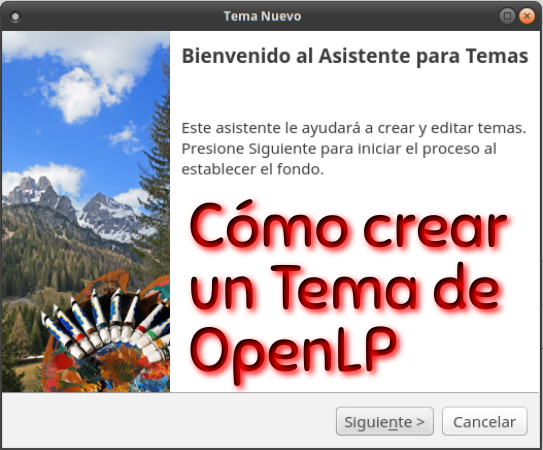 Tema Nuevo
Bienvenido al Asistente para Temas
Este asistente le ayudará a crear y editar temas.
Presione Siguiente para iniciar el proceso al
establecer el fondo.
Cómo crear
un Tema de
OpenLP
Siguiente >
Cancelar